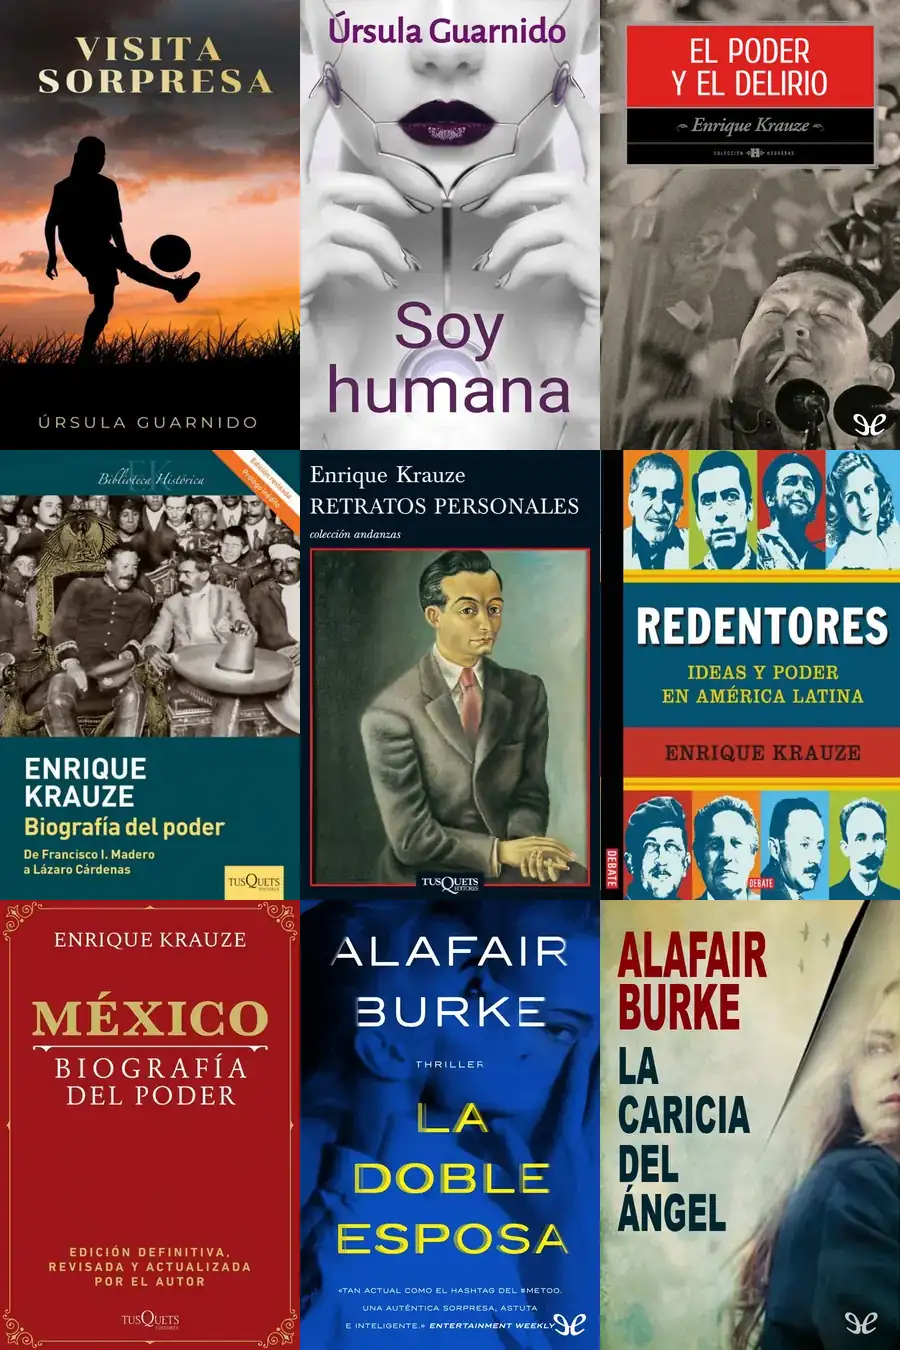 VISITA
SORPRESA
ÚRSULA GUARNIDO
Úrsula Guarnido
Soy
humana
EL PODER
Y EL DELIRIO
Enrique Krauze
COLECCIÓN HOGUERAS
Biblioteca Histórica
EK
Edición revisada
Prólogo inédito
ENRIQUE
KRAUZE
Biografía del poder
De Francisco I. Madero
a Lázaro Cárdenas
TUSQUETS
EDITORES
Enrique Krauze
RETRATOS PERSONALES
colección andanzas
TUSQUETS
EDITORES
REDENTORES
IDEAS Y PODER
EN AMÉRICA LATINA
ENRIQUE KRAUZE
DEBATE
DEBATE
ENRIQUE KRAUZE
MÉXICO
BIOGRAFÍA
DEL PODER
EDICIÓN DEFINITIVA,
REVISADA Y ACTUALIZADA
POR EL AUTOR
TUSQUETS
EDITORES
ALAFAIR
BURKE
THRILLER
LA
DOBLE
ESPOSA
«TAN ACTUAL COMO EL HASHTAG DEL #METOO.
UNA AUTÉNTICA SORPRESA, ASTUTA
E INTELIGENTE.» ENTERTAINMENT WEEKLY
ALAFAIR
BURKE
LA
CARICIA
DEL
ÁNGEL